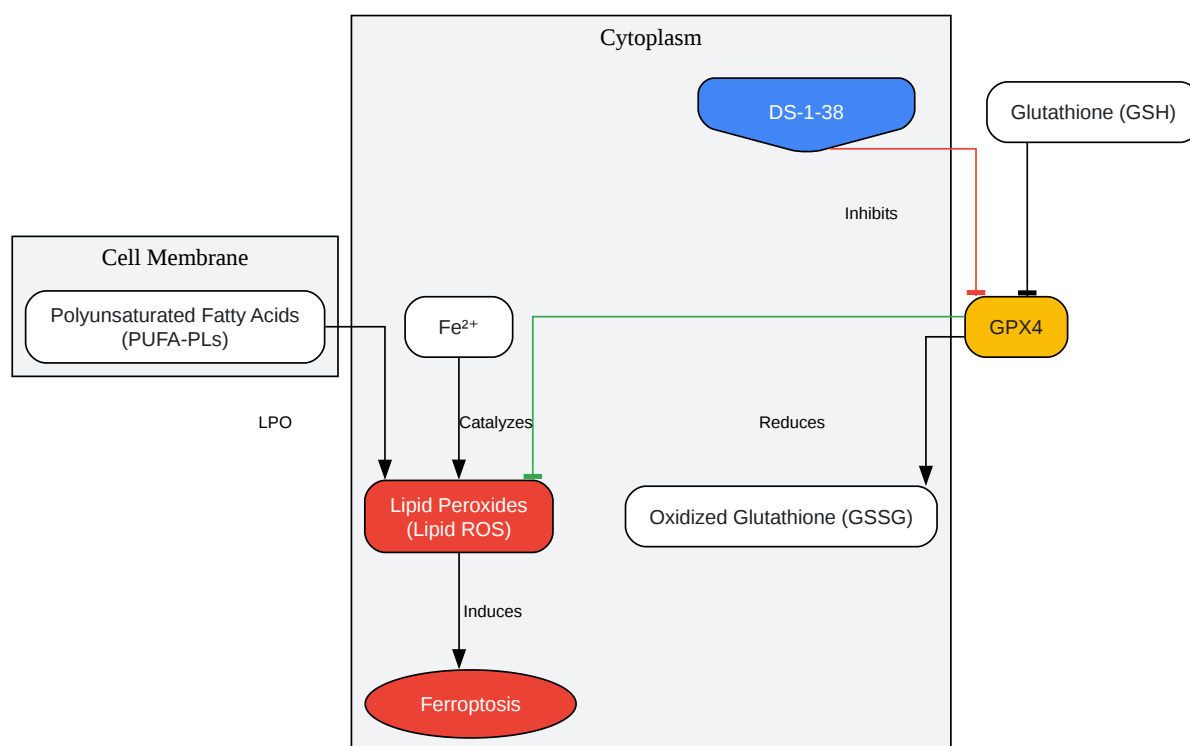 Cytoplasm
DS-1-38
Glutathione (GSH)
Inhibits
Cell Membrane
Polyunsaturated Fatty Acids
(PUFA-PLs)
Fe²⁺
GPX4
LPO
Catalyzes
Reduces
Lipid Peroxides
(Lipid ROS)
Oxidized Glutathione (GSSG)
Induces
Ferroptosis